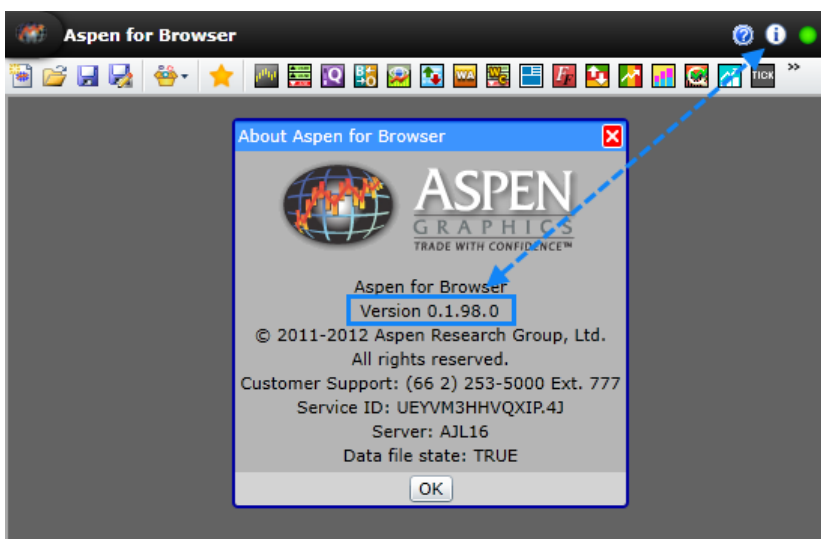 Aspen for Browser
TICK
About Aspen for Browser
ASPEN
GRAPHICS
TRADE WITH CONFIDENCE™
Aspen for Browser
Version 0.1.98.0
© 2011-2012 Aspen Research Group, Ltd.
All rights reserved.
Customer Support: (66 2) 253-5000 Ext. 777
Service ID: UEYVM3HHVQXIP.4J
Server: AJL16
Data file state: TRUE
OK